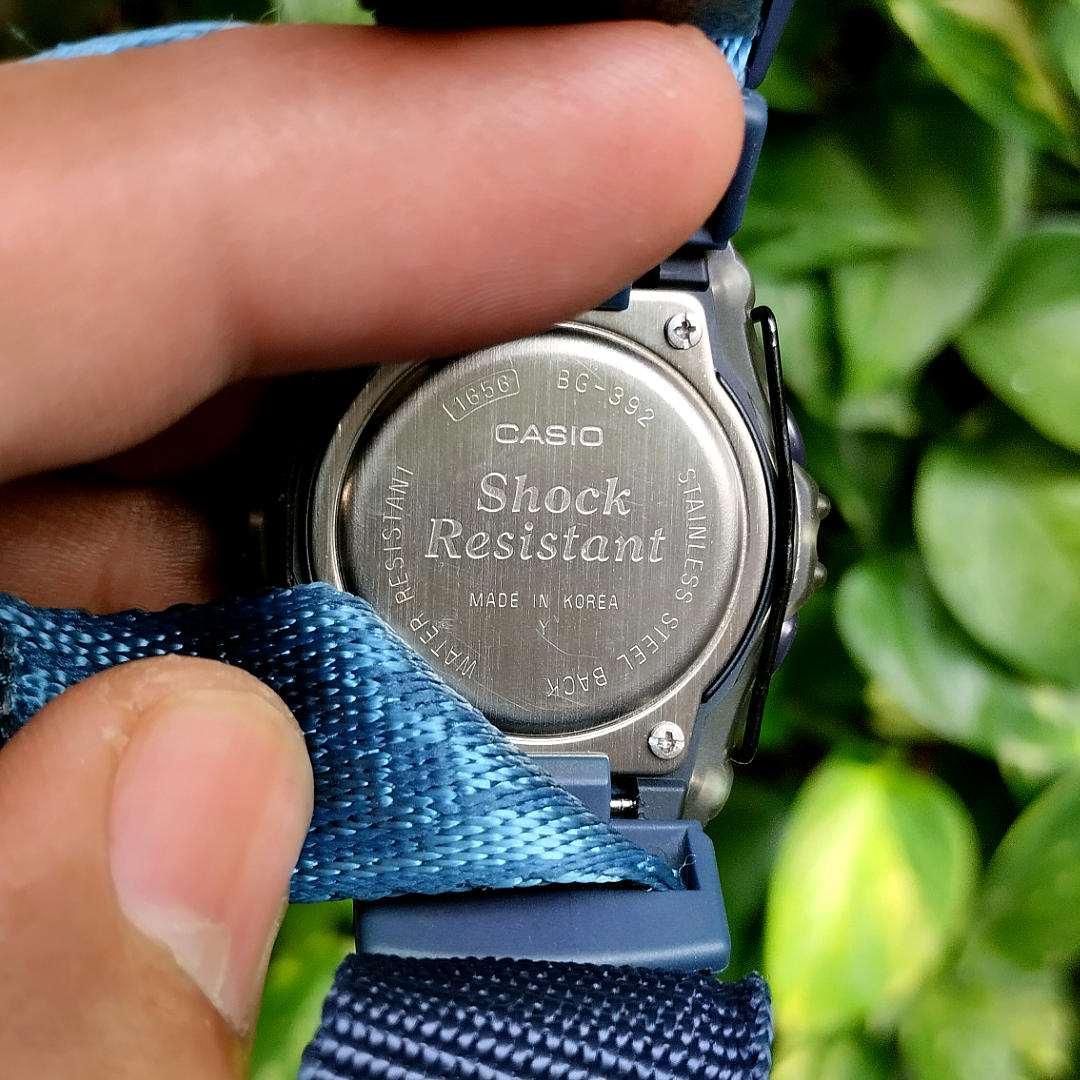 1656 BG-392
CASIO
Shock
Resistant
MADE IN KOREA
Y
WATER RESISTANT
STAINLESS STEEL BACK